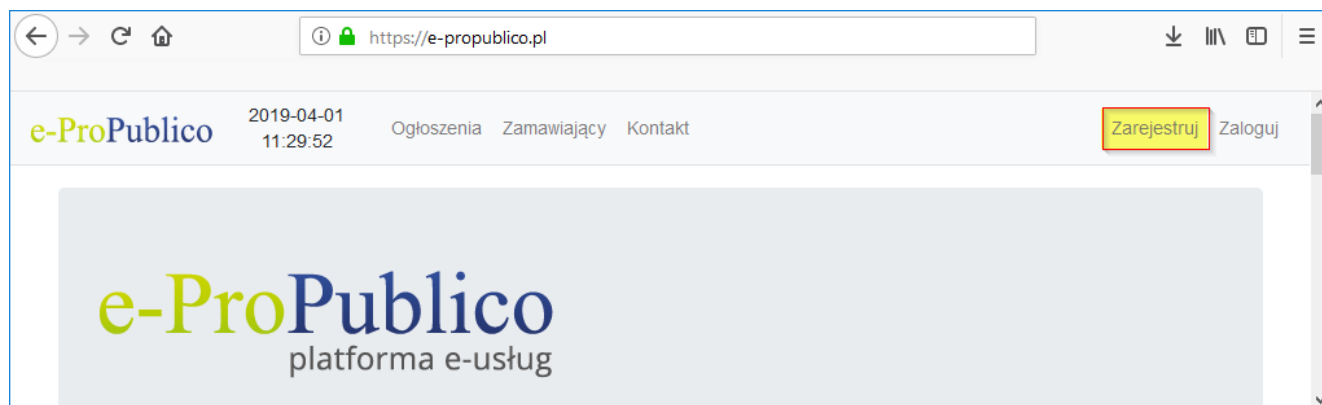 https://e-propublico.pl
e-ProPublico 2019-04-01 11:29:52 Ogłoszenia Zamawiający Kontakt Zarejestruj Zaloguj
e-ProPublico
platforma e-usług